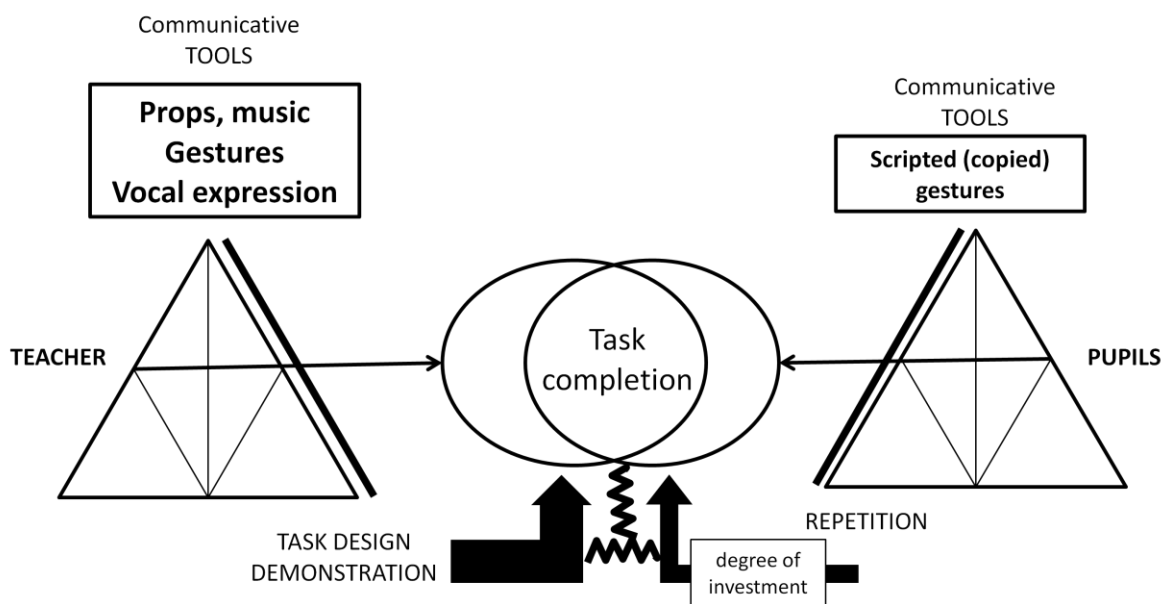 Communicative
TOOLS
Props, music
Gestures
Vocal expression
Communicative
TOOLS
Scripted (copied)
gestures
TEACHER
Task
completion
PUPILS
TASK DESIGN
DEMONSTRATION
REPETITION
degree of
investment